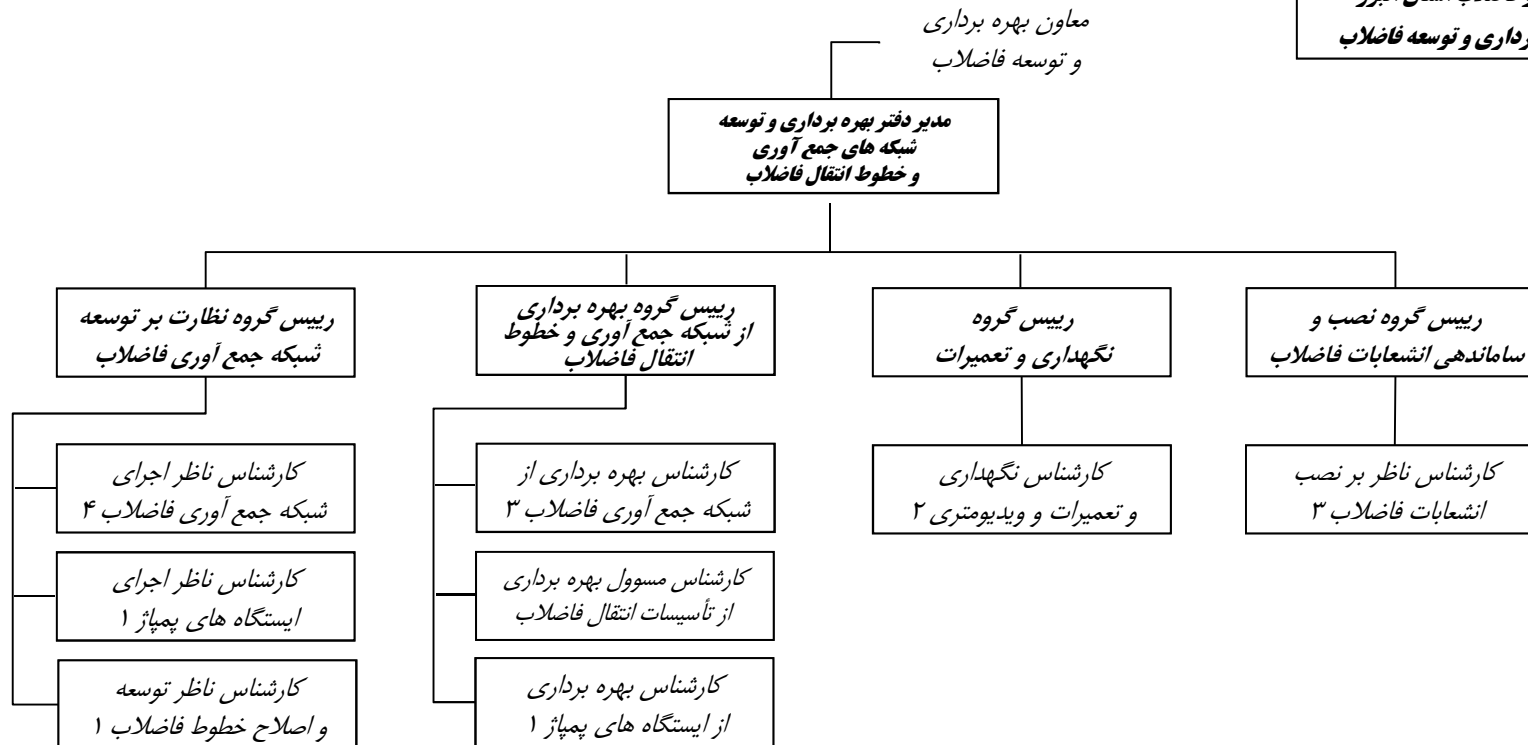 رداری و توسعه فاضلاب
معاون بهره برداری
و توسعه فاضلاب
مدیر دفتر بهره برداری و توسعه
شبکه های جمع آوری
و خطوط انتقال فاضلاب
رییس گروه نصب و
ساماندهی انشعابات فاضلاب
رییس گروه
نگهداری و تعمیرات
رییس گروه بهره برداری
از شبکه جمع آوری و خطوط
انتقال فاضلاب
رییس گروه نظارت بر توسعه
شبکه جمع آوری فاضلاب
کارشناس ناظر بر نصب
انشعابات فاضلاب ۳
کارشناس نگهداری
و تعمیرات و ویدیومتری ۲
کارشناس بهره برداری از
شبکه جمع آوری فاضلاب ۳
کارشناس ناظر اجرای
شبکه جمع آوری فاضلاب ۴
کارشناس مسوول بهره برداری
از تأسیسات انتقال فاضلاب
کارشناس ناظر اجرای
ایستگاه های پمپاژ ۱
کارشناس بهره برداری
از ایستگاه های پمپاژ ۱
کارشناس ناظر توسعه
و اصلاح خطوط فاضلاب ۱